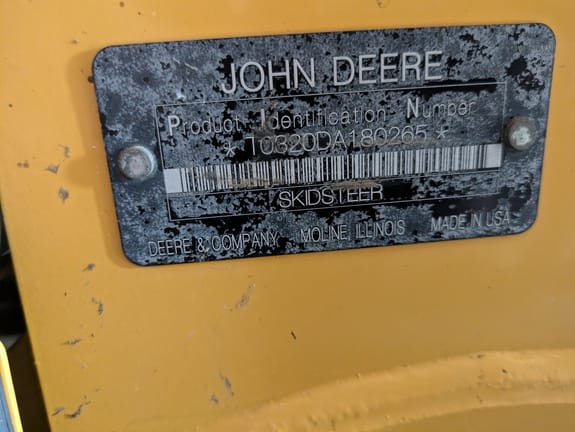 JOHN DEERE
Product Identification Number
* T0320DA180265 *
SKIDSTEER
DEERE & COMPANY MOLINE, ILLINOIS MADE IN USA